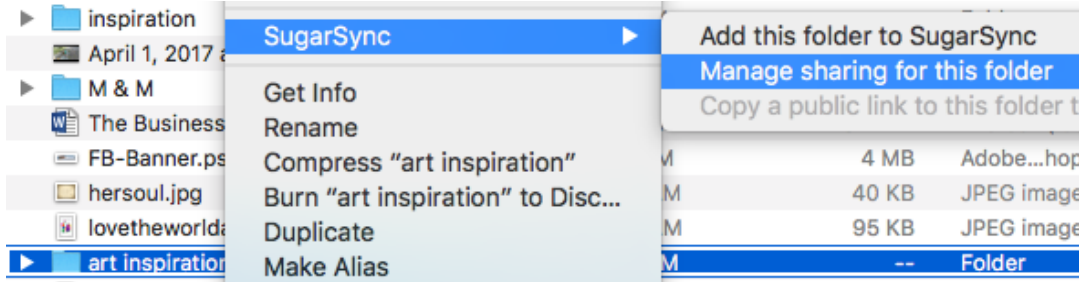 inspiration
SugarSync
Add this folder to SugarSync
April 1, 2017
Manage sharing for this folder
M & M
Get Info
Copy a public link to this folder
The Business
Rename
FB-Banner.ps
Compress “art inspiration”
M 4 MB Adobe...hop
hersoul.jpg
Burn “art inspiration” to Disc...
M 40 KB JPEG image
lovetheworlda
Duplicate
M 95 KB JPEG image
art inspiration
Make Alias
M -- Folder